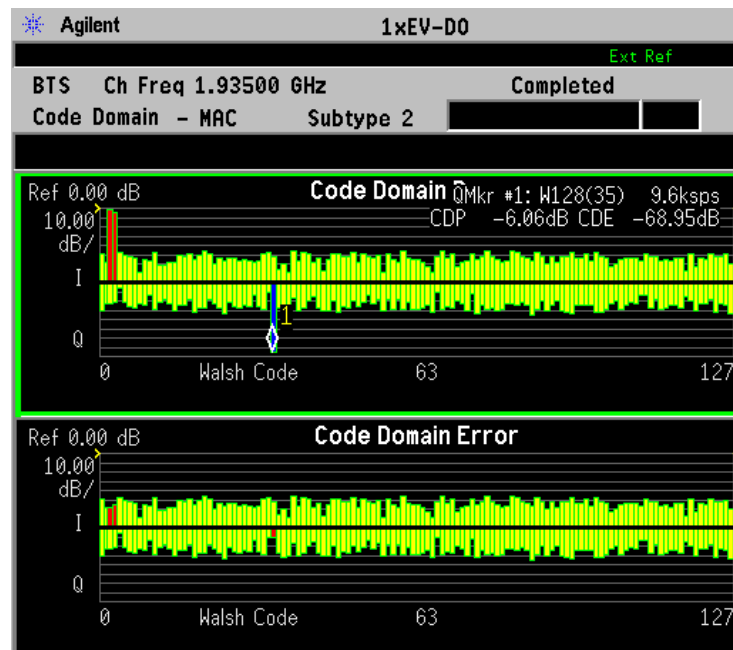 Agilent 1xEV-DO
Ext Ref
BTS Ch Freq 1.93500 GHz Completed
Code Domain - MAC Subtype 2
Ref 0.00 dB Code Domain QMkr #1: W128(35) 9.6ksps
CDP -6.06dB CDE -68.95dB
10.00
dB/
I
1
Q
0 Walsh Code 63 127
Ref 0.00 dB Code Domain Error
10.00
dB/
I
Q
0 Walsh Code 63 127